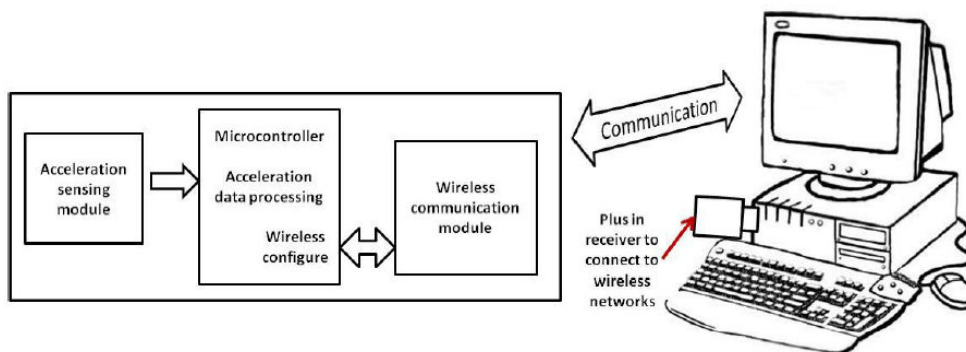 Acceleration
sensing
module
Microcontroller
Acceleration
data processing
Wireless
configure
Wireless
communication
module
Communication
Plus in
receiver to
connect to
wireless
networks